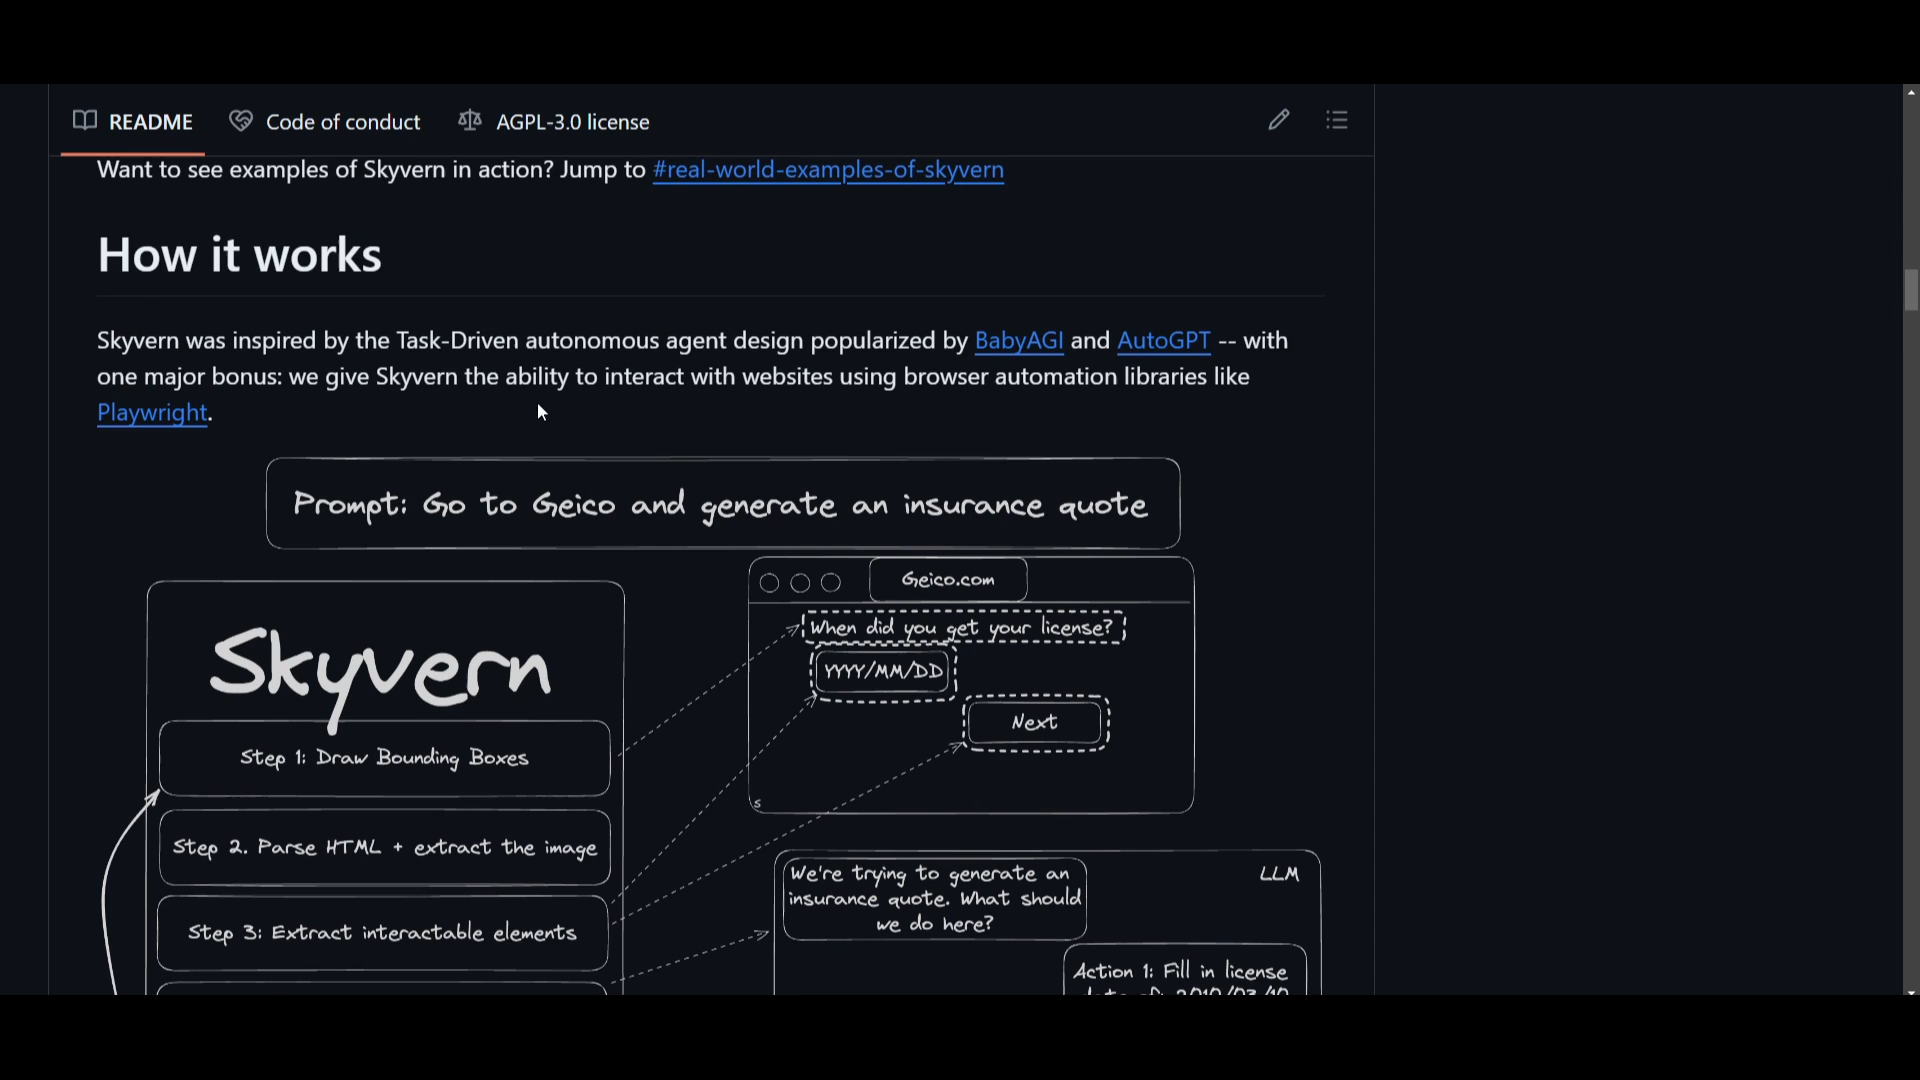 README Code of conduct AGPL-3.0 license
Want to see examples of Skyvern in action? Jump to #real-world-examples-of-skyvern
How it works
Skyvern was inspired by the Task-Driven autonomous agent design popularized by BabyAGI and AutoGPT -- with
one major bonus: we give Skyvern the ability to interact with websites using browser automation libraries like
Playwright.
Prompt: Go to Geico and generate an insurance quote
Geico.com
When did you get your license?
YYYY/MM/DD
Next
s
Skyvern
Step 1: Draw Bounding Boxes
Step 2. Parse HTML + extract the image
Step 3: Extract interactable elements
LLM
We're trying to generate an
insurance quote. What should
we do here?
Action 1: Fill in license